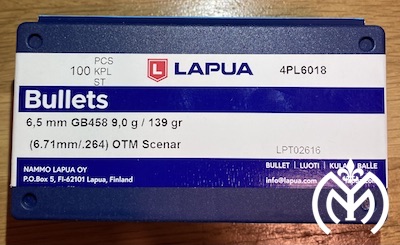 100 PCS
KPL
ST
LAPUA
4PL6018
Bullets
6,5 mm GB458 9,0 g / 139 gr
(6.71mm/.264) OTM Scenar
LPT02616
NAMMO LAPUA OY
P.O.Box 5, FI-62101 Lapua, Finland
BULLET | LUOTI | KULA BALLE
info@lapua.com